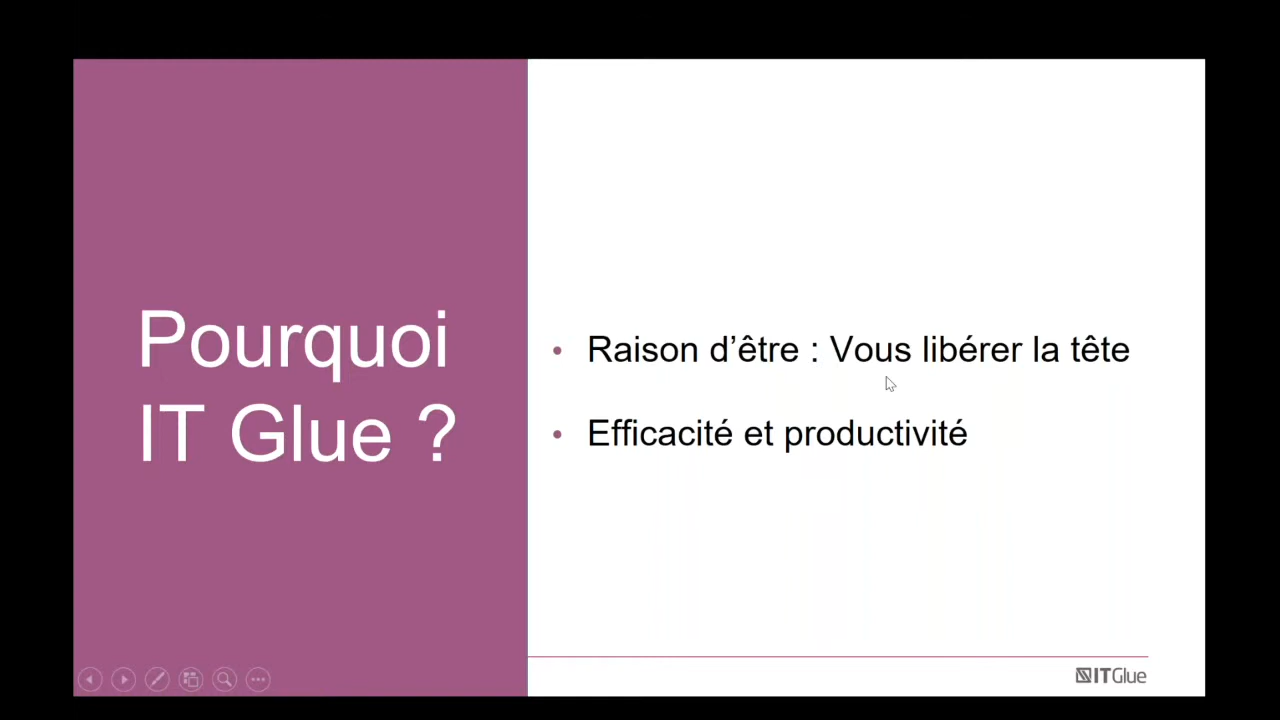 Pourquoi
IT Glue ?
• Raison d’être : Vous libérer la tête
• Efficacité et productivité
ITGlue